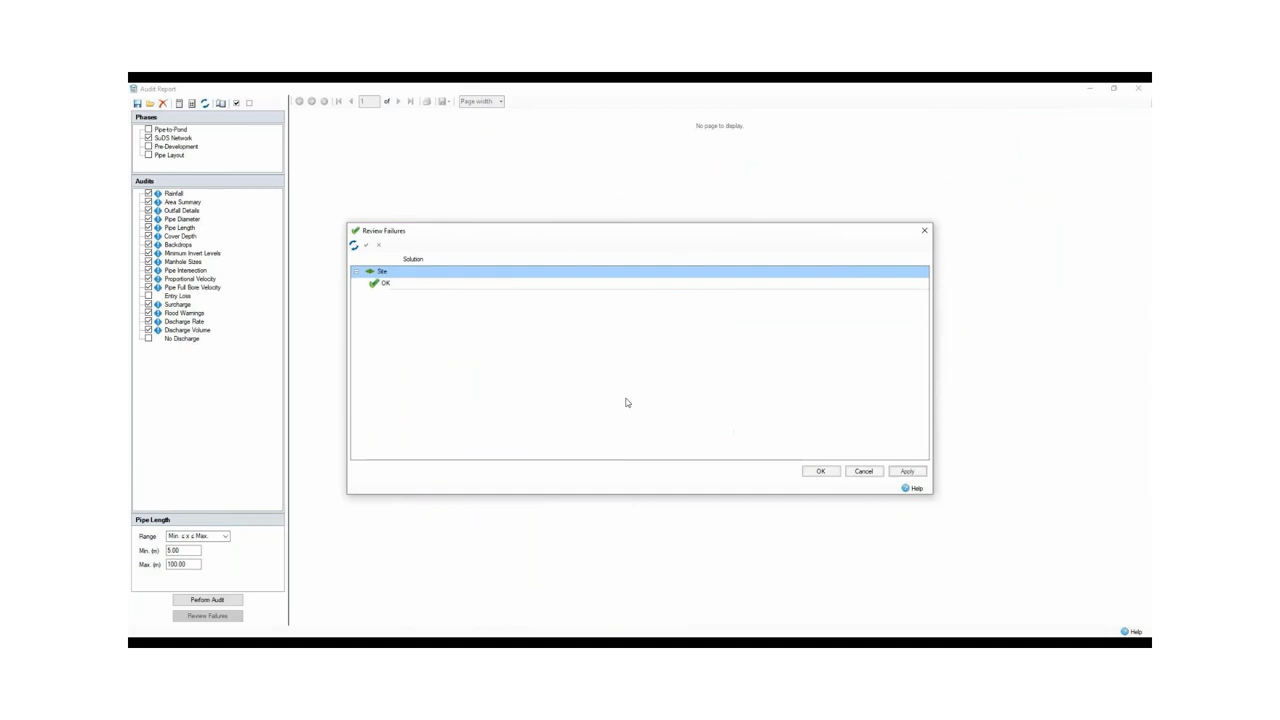 Audit Report
1 of Page width
Phases
Pipe-to-Pond
SuDS Network
Pre-Development
Pipe Layout
No page to display.
Audits
Rainfall
Area Summary
Outfall Details
Pipe Diameter
Pipe Length
Cover Depth
Backdrops
Minimum Invert Levels
Manhole Sizes
Pipe Intersection
Proportional Velocity
Pipe Full Bore Velocity
Entry Loss
Surcharge
Flood Warnings
Discharge Rate
Discharge Volume
No Discharge
Review Failures
Solution
Site
OK
OK Cancel Apply
Help
Pipe Length
Range Min. ≤ x ≤ Max.
Min. (m) 5.00
Max. (m) 100.00
Perform Audit
Review Failures
Help